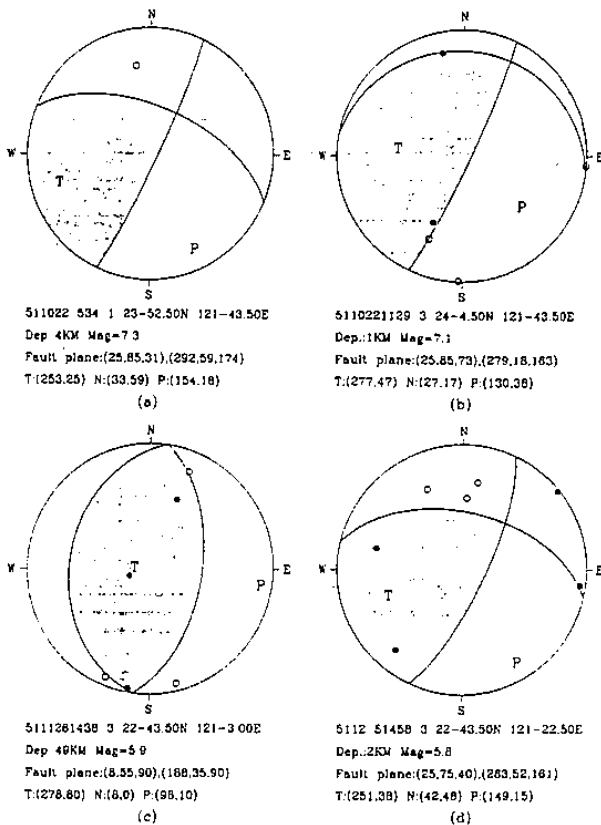 N N
W E W E
T T
P P
S S
511022 534 1 23-52.50N 121-43.50E
Dep 4KM Mag=7.3
Fault plane:(25,85,31),(292,59,174)
T:(253,25) N:(33,59) P:(154,18)
(a)
5110221129 3 24-4.50N 121-43.50E
Dep.:1KM Mag=7.1
Fault plane:(25,85,73),(279,18,163)
T:(277,47) N:(27,17) P:(130,38)
(b)
N N
W E W E
T P T
P
S S
5111261438 3 22-43.50N 121-3.00E
Dep 49KM Mag=5.9
Fault plane:(8,55,90),(188,35,90)
T:(278,80) N:(8,0) P:(98,10)
(c)
5112 51458 3 22-43.50N 121-22.50E
Dep.:2KM Mag=5.8
Fault plane:(25,75,40),(283,52,161)
T:(251,38) N:(42,48) P:(149,15)
(d)